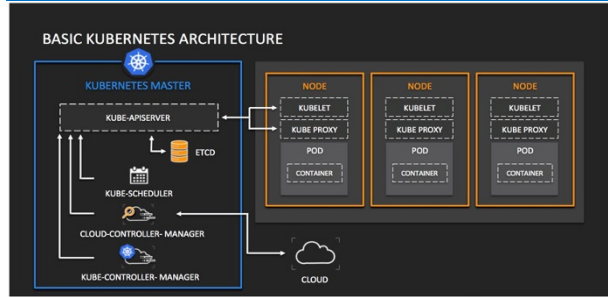 BASIC KUBERNETES ARCHITECTURE
KUBERNETES MASTER
KUBE-APISERVER
ETCD
KUBE-SCHEDULER
CLOUD-CONTROLLER- MANAGER
KUBE-CONTROLLER- MANAGER
CLOUD
NODE
KUBELET
KUBE PROXY
POD
CONTAINER
NODE
KUBELET
KUBE PROXY
POD
CONTAINER
NODE
KUBELET
KUBE PROXY
POD
CONTAINER